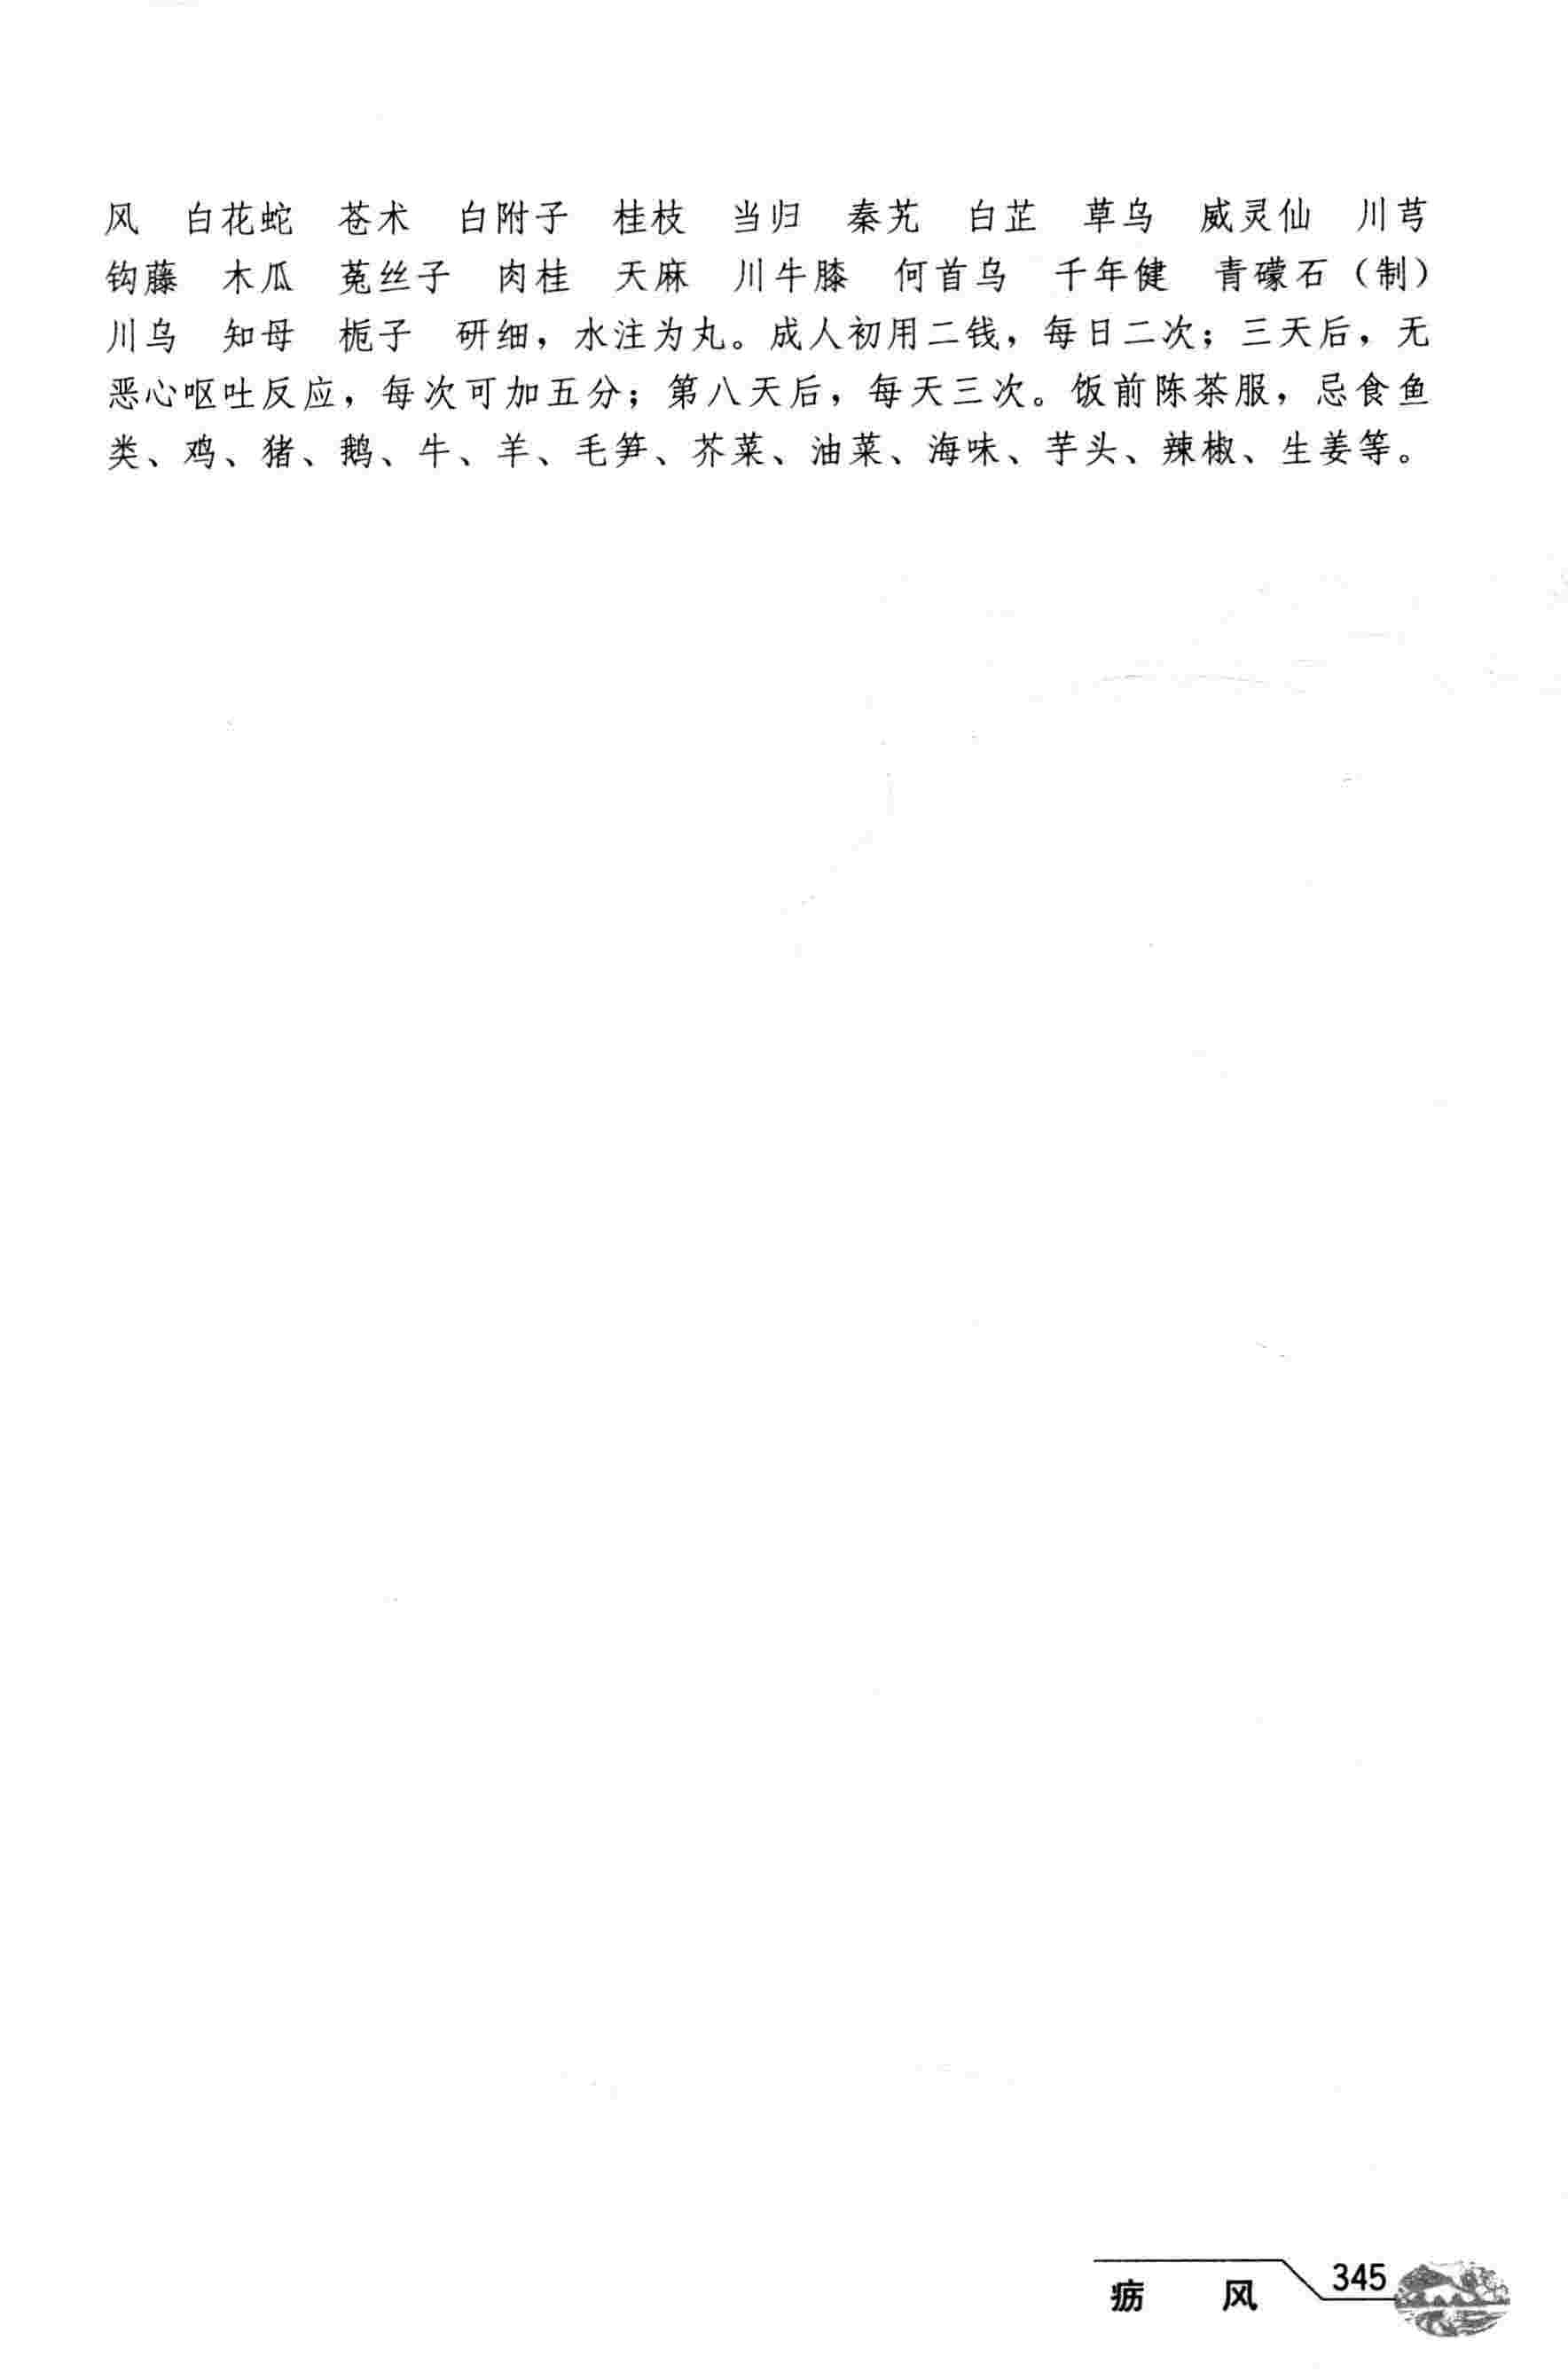 风　白花蛇　苍术　白附子　桂枝　当归　秦艽　白芷　草乌　威灵仙　川芎
钩藤　木瓜　菟丝子　肉桂　天麻　川牛膝　何首乌　千年健　青礞石（制）
川乌　知母　栀子　研细，水注为丸。成人初用二钱，每日二次；三天后，无
恶心呕吐反应，每次可加五分；第八天后，每天三次。饭前陈茶服，忌食鱼
类、鸡、猪、鹅、牛、羊、毛笋、芥菜、油菜、海味、芋头、辣椒、生姜等。
疬　风　345